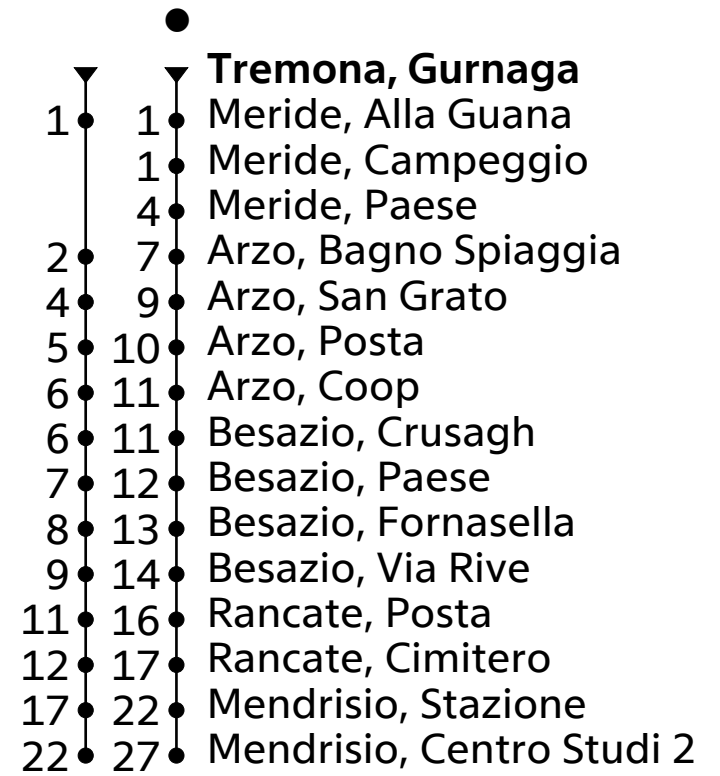 Tremona, Gurnaga
1 1 Meride, Alla Guana
1 Meride, Campeggio
4 Meride, Paese
2 7 Arzo, Bagno Spiaggia
4 9 Arzo, San Grato
5 10 Arzo, Posta
6 11 Arzo, Coop
6 11 Besazio, Crusagh
7 12 Besazio, Paese
8 13 Besazio, Fornasella
9 14 Besazio, Via Rive
11 16 Rancate, Posta
12 17 Rancate, Cimitero
17 22 Mendrisio, Stazione
22 27 Mendrisio, Centro Studi 2